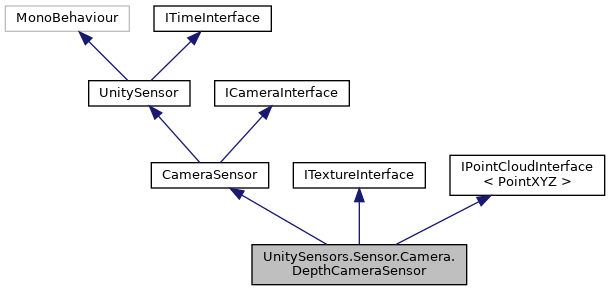 MonoBehaviour
ITimeInterface
UnitySensor
ICameraInterface
CameraSensor
ITextureInterface
IPointCloudInterface
< PointXYZ >
UnitySensors.Sensor.Camera.
DepthCameraSensor